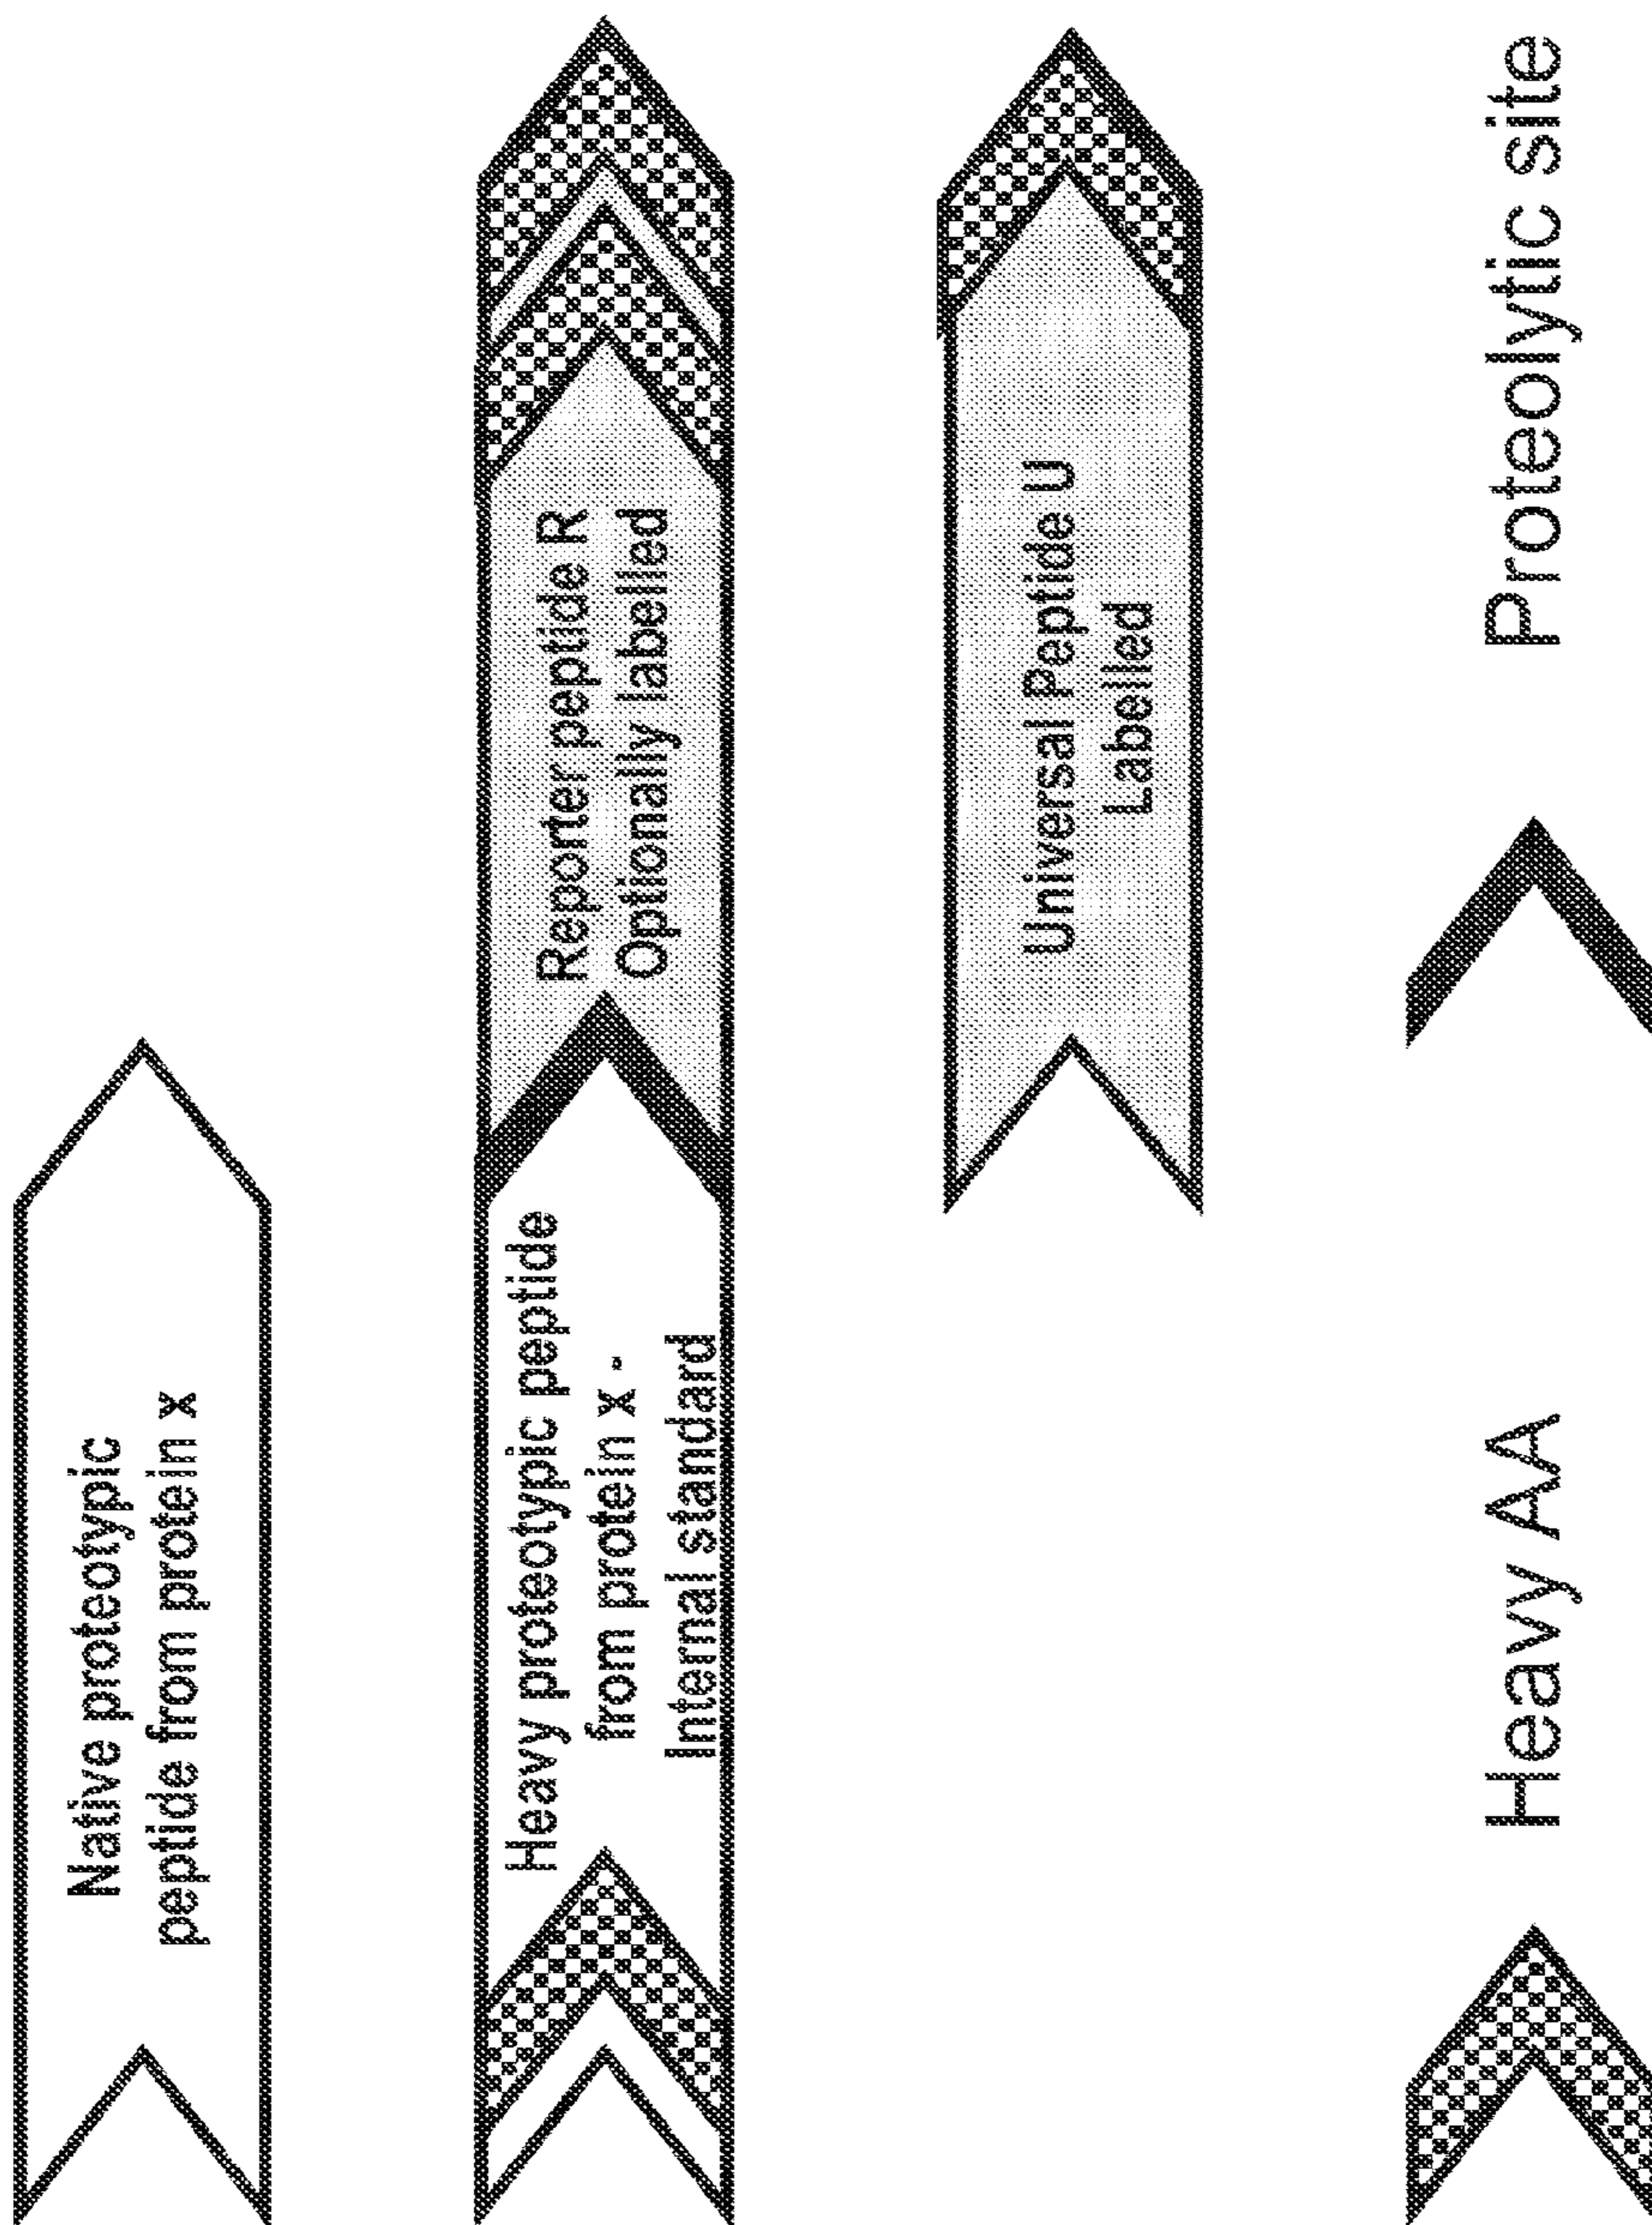 Native proteotypic
peptide from protein x
Heavy proteotypic peptide
from protein x -
Internal standard
Reporter peptide R
Optionally labelled
Universal Peptide U
Labelled
Heavy AA
Proteolytic site